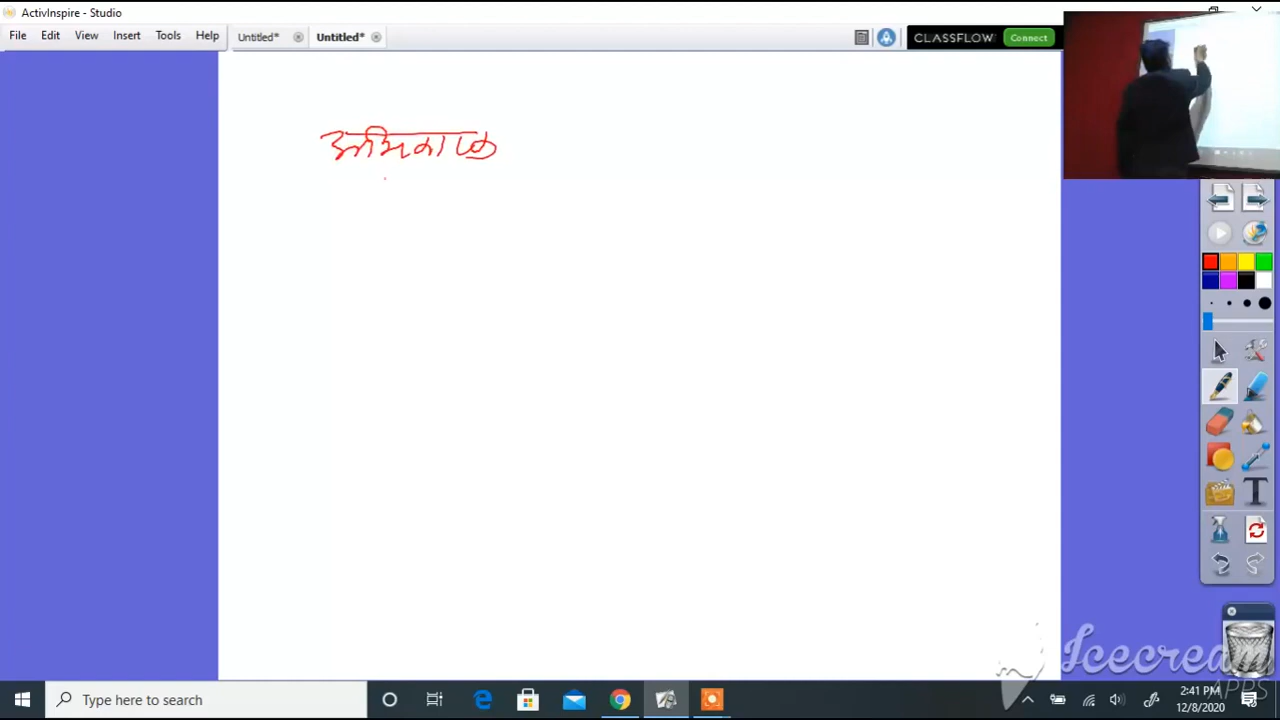 ActivInspire - Studio
File Edit View Insert Tools Help Untitled* Untitled* CLASSFLOW Connect
T
Icecream
APPS
Type here to search
2:41 PM
12/8/2020